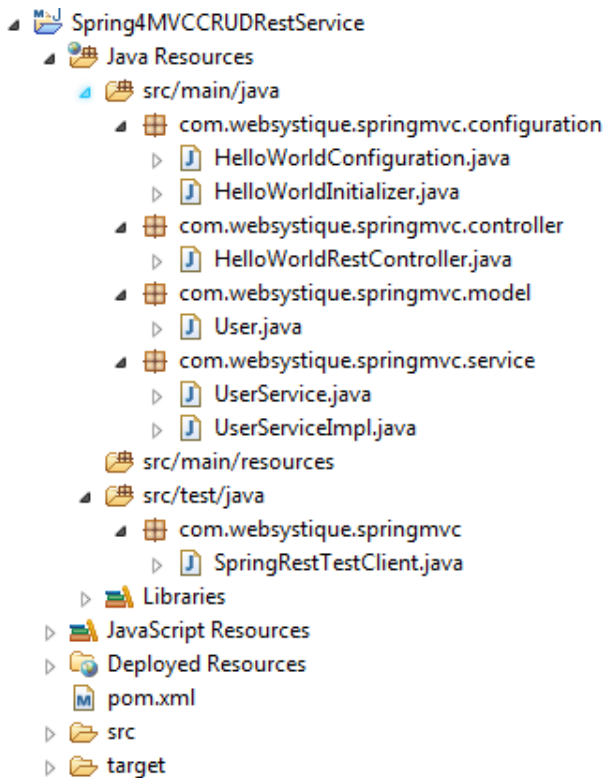 Spring4MVCCRUDRestService
Java Resources
src/main/java
com.websystique.springmvc.configuration
HelloWorldConfiguration.java
HelloWorldInitializer.java
com.websystique.springmvc.controller
HelloWorldRestController.java
com.websystique.springmvc.model
User.java
com.websystique.springmvc.service
UserService.java
UserServiceImpl.java
src/main/resources
src/test/java
com.websystique.springmvc
SpringRestTestClient.java
Libraries
JavaScript Resources
Deployed Resources
pom.xml
src
target